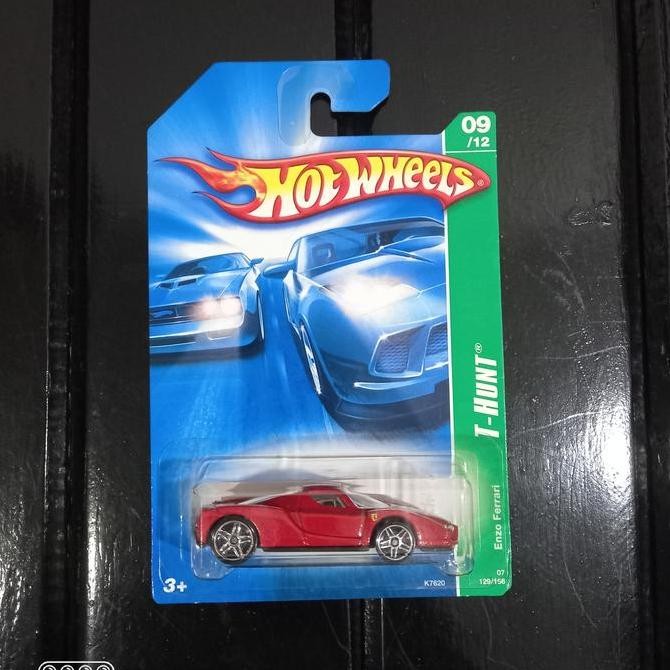 09
/12
HOT WHEELS®
T-HUNT®
Enzo Ferrari
3+
K7620
07
129/156